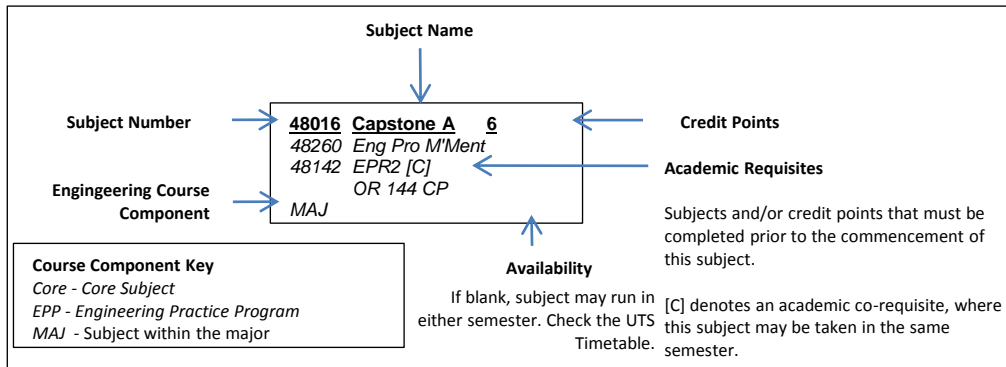 Subject Name
Subject Number
48016 Capstone A 6
48260 Eng Pro M'Ment
48142 EPR2 [C]
OR 144 CP
MAJ
Credit Points
Academic Requisites
Subjects and/or credit points that must be
completed prior to the commencement of
this subject.
[C] denotes an academic co-requisite, where
this subject may be taken in the same
semester.
Engingeering Course
Component
Availability
If blank, subject may run in
either semester. Check the UTS
Timetable.
Course Component Key
Core - Core Subject
EPP - Engineering Practice Program
MAJ - Subject within the major